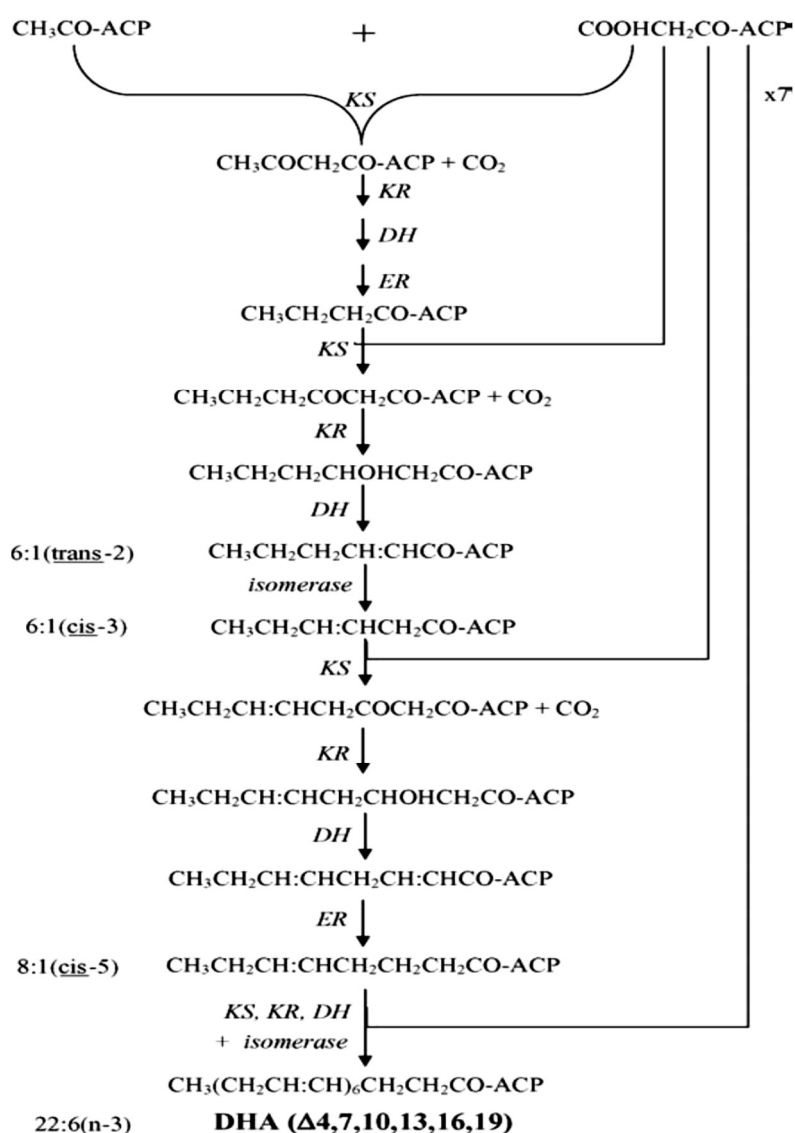 CH₃CO-ACP + COOHCH₂CO-ACP
x7
KS
CH₃COCH₂CO-ACP + CO₂
KR
DH
ER
CH₃CH₂CH₂CO-ACP
KS
CH₃CH₂CH₂COCH₂CO-ACP + CO₂
KR
CH₃CH₂CH₂CHOHCH₂CO-ACP
DH
6:1(trans-2) CH₃CH₂CH₂CH:CHCO-ACP
isomerase
6:1(cis-3) CH₃CH₂CH:CHCH₂CO-ACP
KS
CH₃CH₂CH:CHCH₂COCH₂CO-ACP + CO₂
KR
CH₃CH₂CH:CHCH₂CHOHCH₂CO-ACP
DH
CH₃CH₂CH:CHCH₂CH:CHCO-ACP
ER
8:1(cis-5) CH₃CH₂CH:CHCH₂CH₂CH₂CO-ACP
KS, KR, DH
+ isomerase
CH₃(CH₂CH:CH)₆CH₂CH₂CO-ACP
22:6(n-3) DHA (Δ4,7,10,13,16,19)